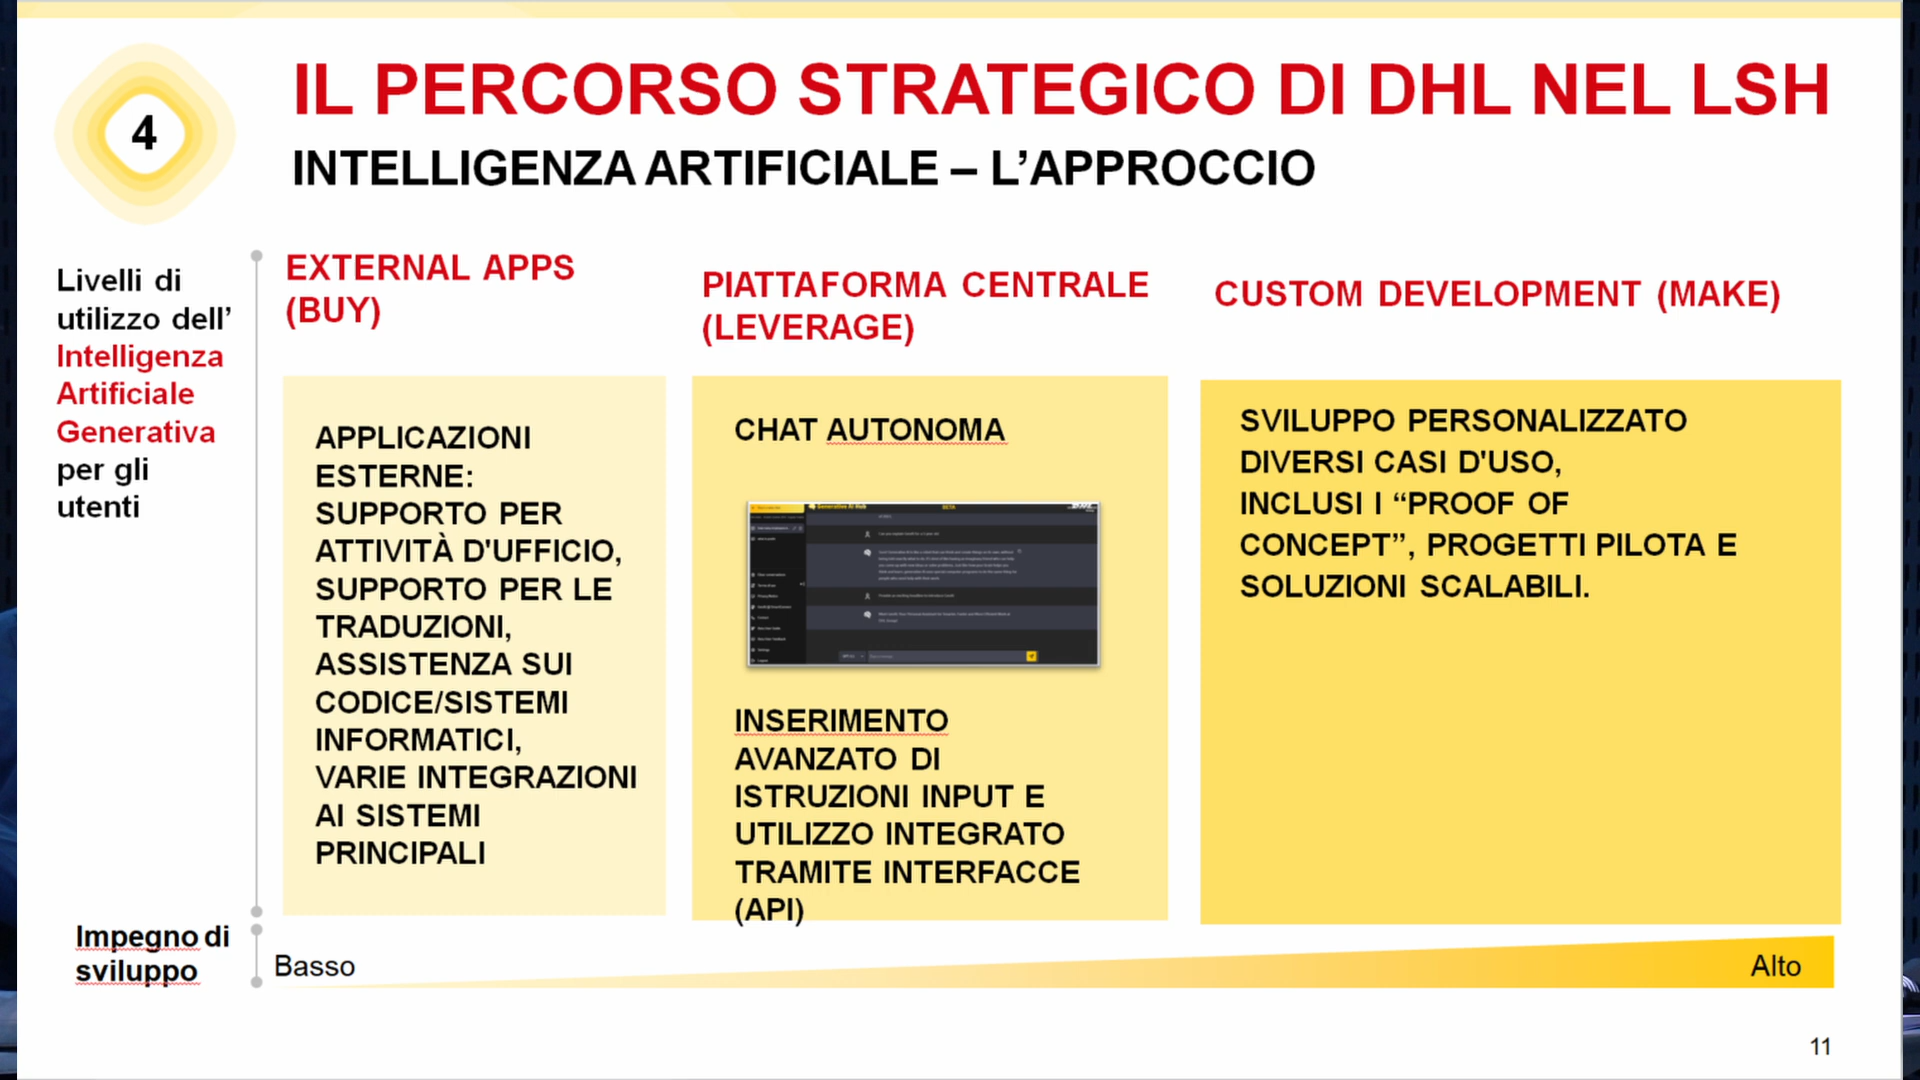 4
IL PERCORSO STRATEGICO DI DHL NEL LSH
INTELLIGENZA ARTIFICIALE – L’APPROCCIO
Livelli di
utilizzo dell’
Intelligenza
Artificiale
Generativa
per gli
utenti
EXTERNAL APPS
(BUY)
APPLICAZIONI
ESTERNE:
SUPPORTO PER
ATTIVITÀ D'UFFICIO,
SUPPORTO PER LE
TRADUZIONI,
ASSISTENZA SUI
CODICE/SISTEMI
INFORMATICI,
VARIE INTEGRAZIONI
AI SISTEMI
PRINCIPALI
PIATTAFORMA CENTRALE
(LEVERAGE)
CHAT AUTONOMA
Generative AI Hub
BETA
INSERIMENTO
AVANZATO DI
ISTRUZIONI INPUT E
UTILIZZO INTEGRATO
TRAMITE INTERFACCE
(API)
CUSTOM DEVELOPMENT (MAKE)
SVILUPPO PERSONALIZZATO
DIVERSI CASI D'USO,
INCLUSI I “PROOF OF
CONCEPT”, PROGETTI PILOTA E
SOLUZIONI SCALABILI.
Impegno di
sviluppo
Basso
Alto
11